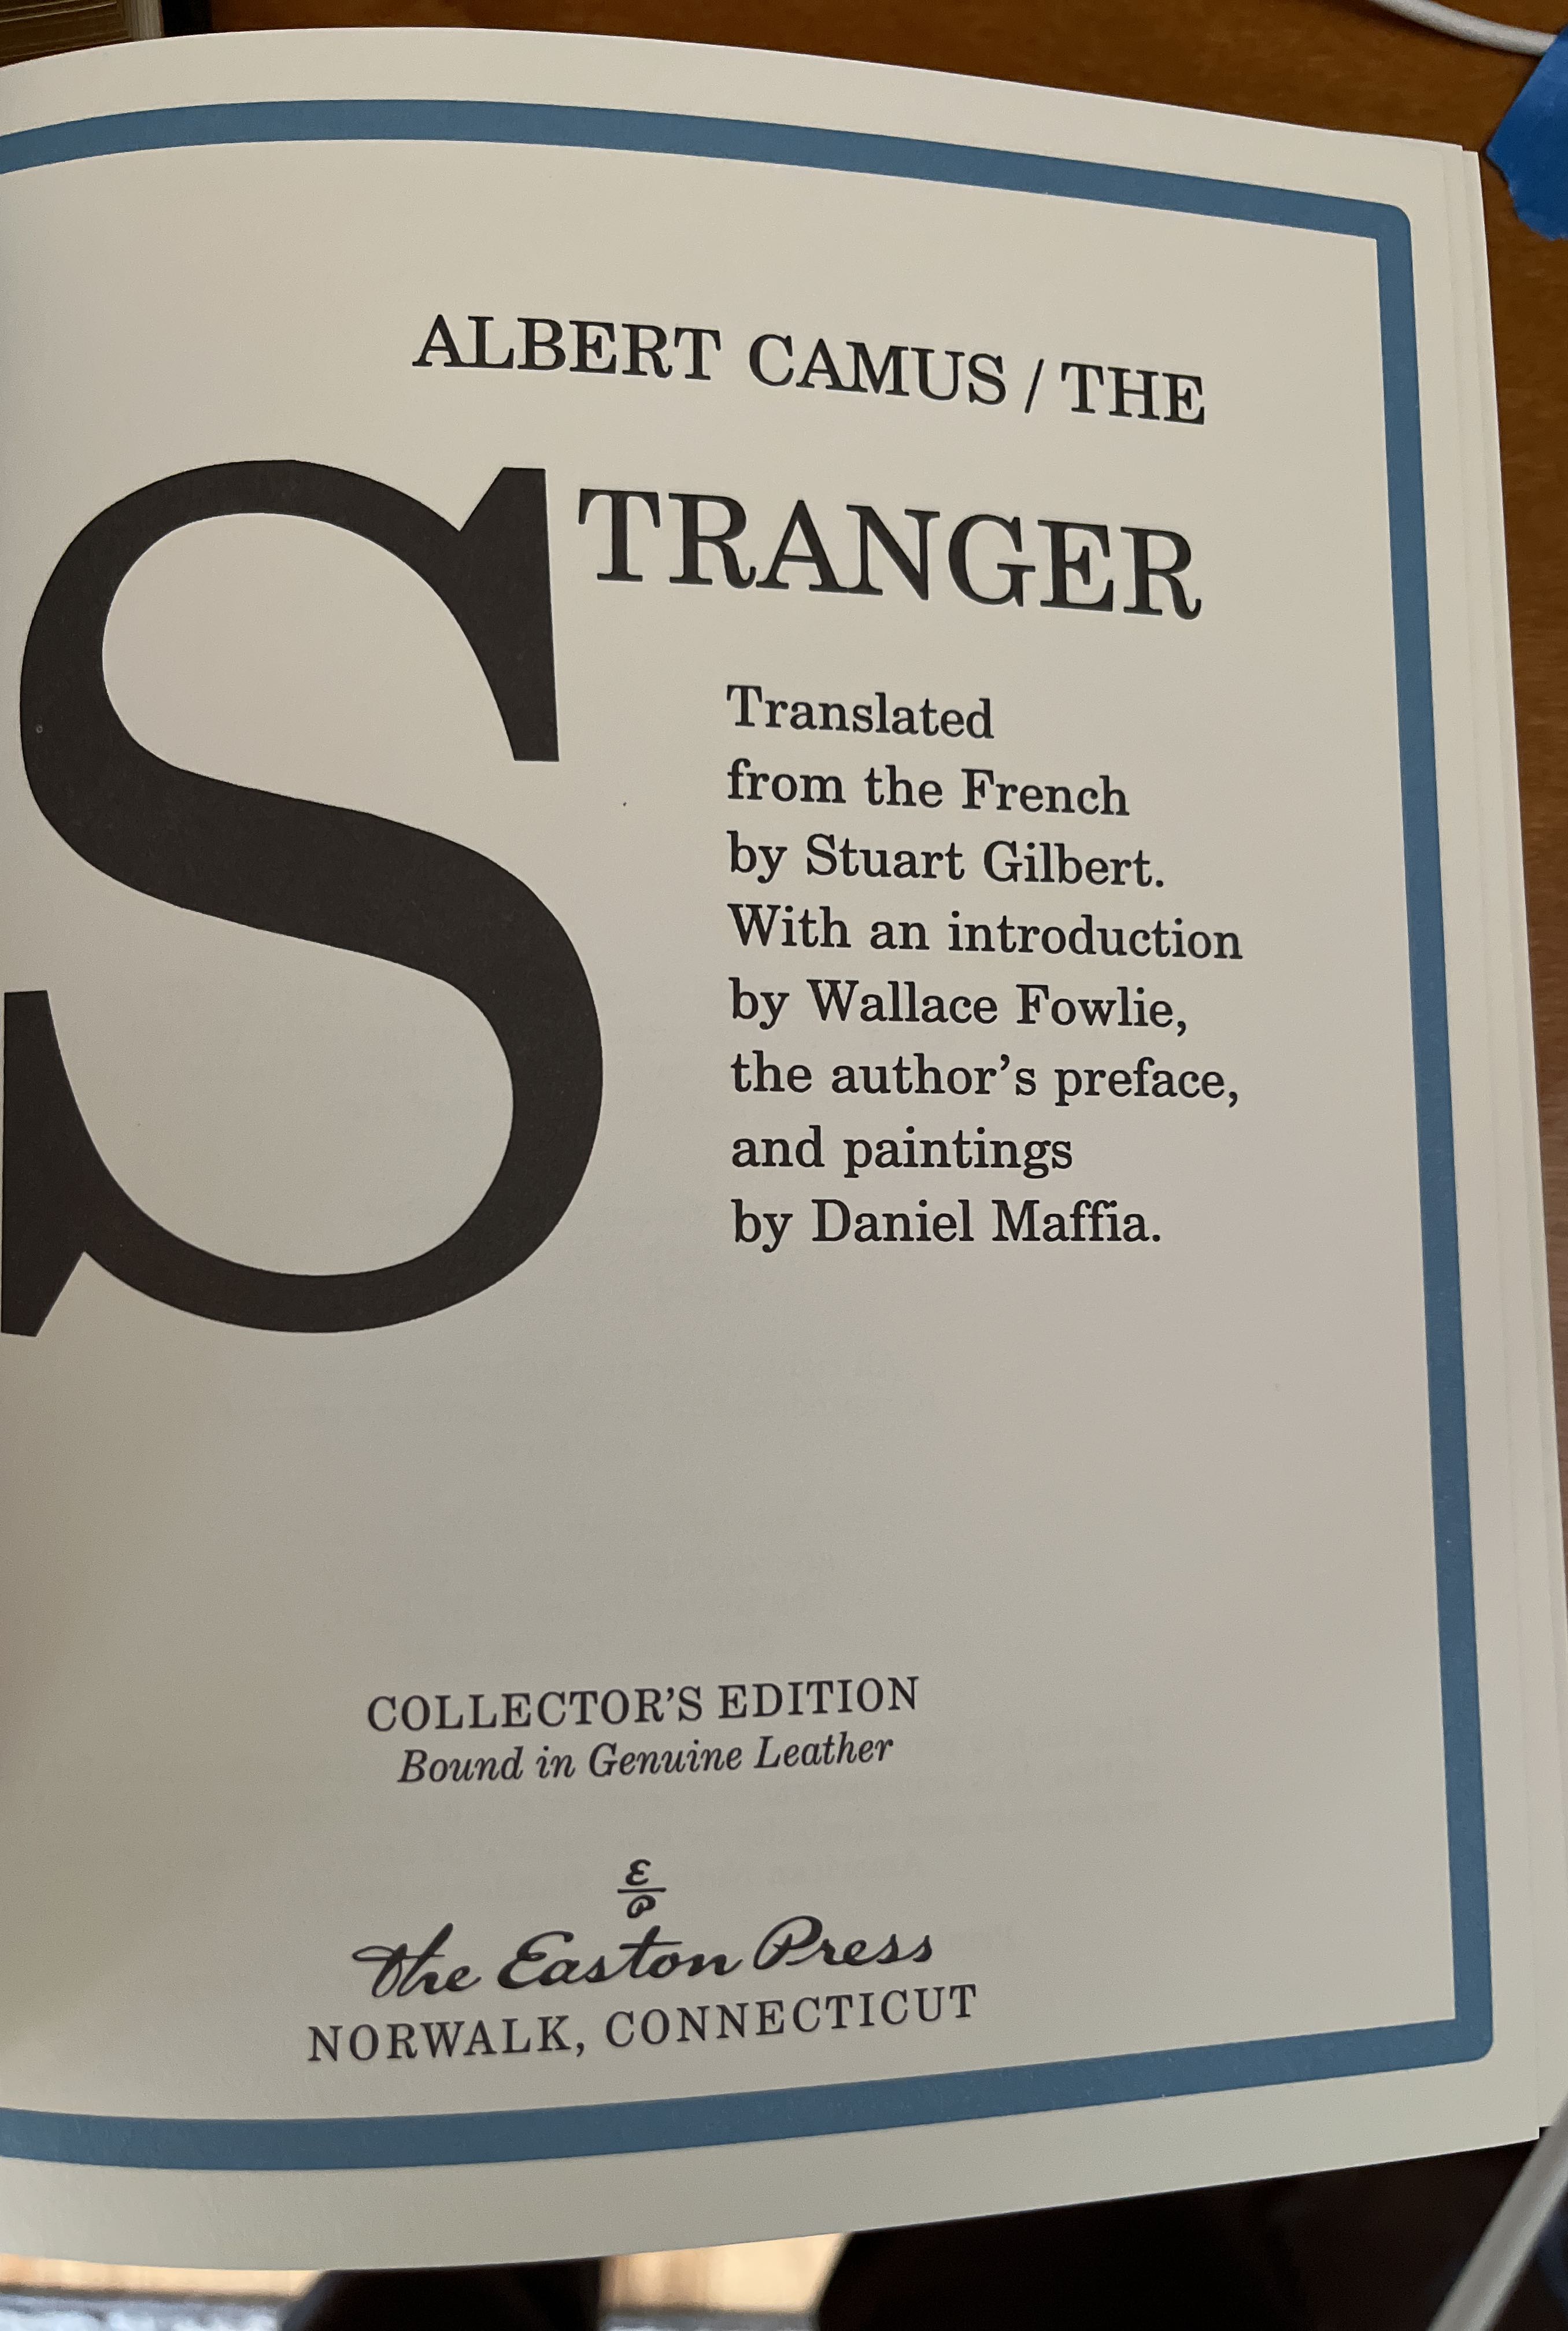 ALBERT CAMUS / THE
STRANGER
Translated
from the French
by Stuart Gilbert.
With an introduction
by Wallace Fowlie,
the author's preface,
and paintings
by Daniel Maffia.
COLLECTOR'S EDITION
Bound in Genuine Leather
E
P
The Easton Press
NORWALK, CONNECTICUT